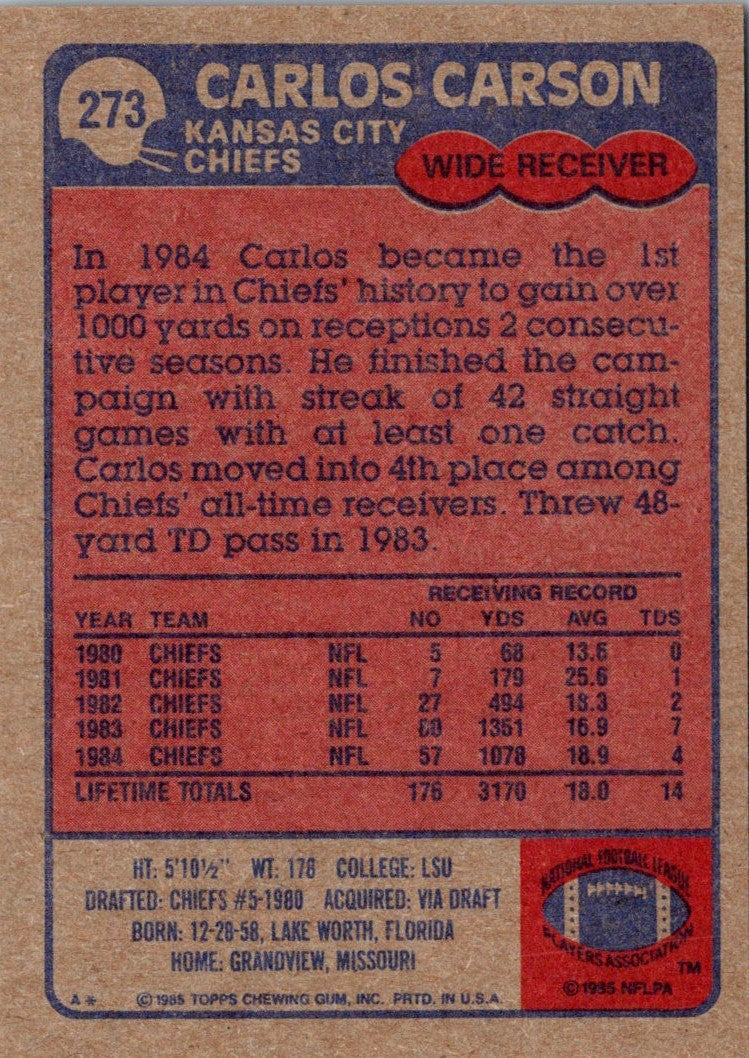 273
CARLOS CARSON
KANSAS CITY
CHIEFS
WIDE RECEIVER
In 1984 Carlos became the 1st
player in Chiefs' history to gain over
1000 yards on receptions 2 consecu-
tive seasons. He finished the cam-
paign with streak of 42 straight
games with at least one catch.
Carlos moved into 4th place among
Chiefs' all-time receivers. Threw 48-
yard TD pass in 1983.
RECEIVING RECORD
YEAR TEAM NO YDS AVG TDS
1980 CHIEFS NFL 5 68 13.6 0
1981 CHIEFS NFL 7 179 25.6 1
1982 CHIEFS NFL 27 494 18.3 2
1983 CHIEFS NFL 80 1351 16.9 7
1984 CHIEFS NFL 57 1078 18.9 4
LIFETIME TOTALS 176 3170 18.0 14
HT: 5'10½" WT: 178 COLLEGE: LSU
DRAFTED: CHIEFS #5-1980 ACQUIRED: VIA DRAFT
BORN: 12-28-58, LAKE WORTH, FLORIDA
HOME: GRANDVIEW, MISSOURI
A * © 1985 TOPPS CHEWING GUM, INC. PRTD. IN U.S.A.
NATIONAL FOOTBALL LEAGUE
PLAYERS ASSOCIATION
TM
© 1985 NFLPA